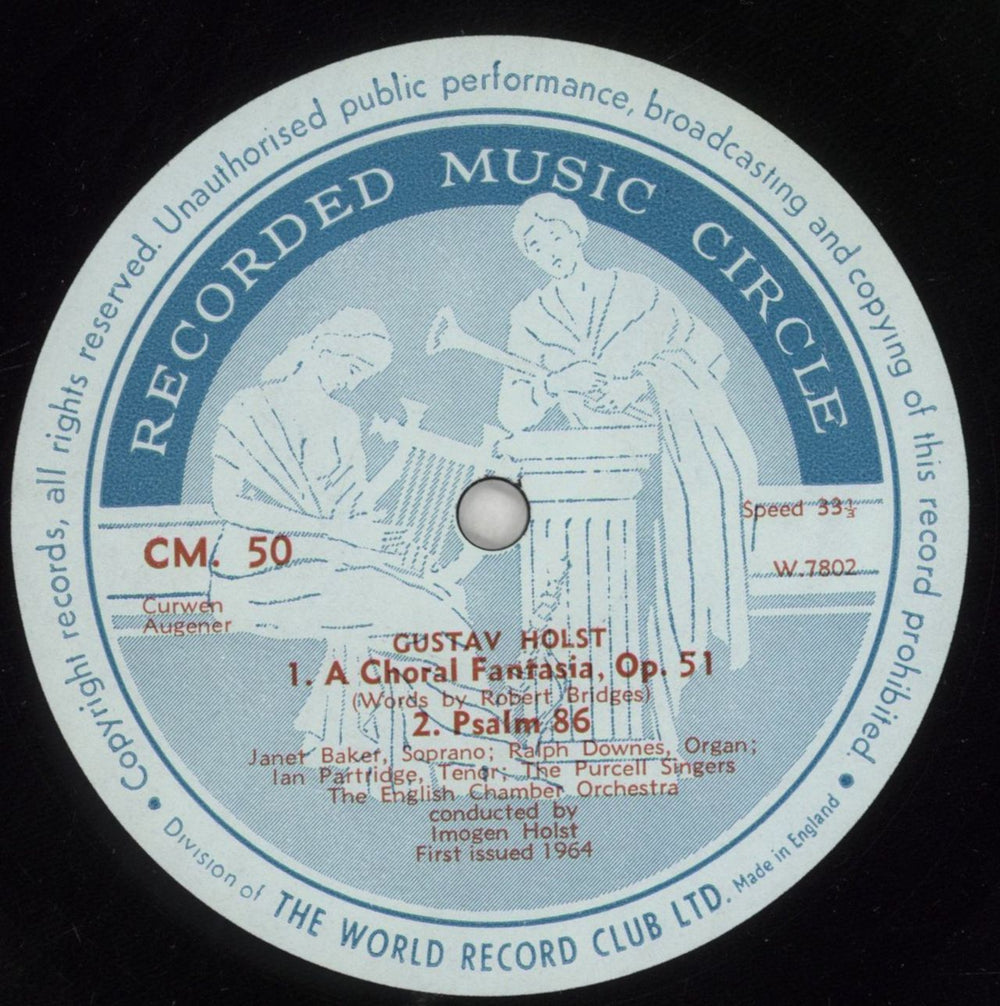 Copyright records, all rights reserved. Unauthorised public performance, broadcasting and copying of this record prohibited.
RECORDED MUSIC CIRCLE
Speed 33⅓
CM. 50
W.7802
Curwen
Augener
GUSTAV HOLST
1. A Choral Fantasia, Op. 51
(Words by Robert Bridges)
2. Psalm 86
Janet Baker, Soprano; Ralph Downes, Organ;
Ian Partridge, Tenor; The Purcell Singers
The English Chamber Orchestra
conducted by
Imogen Holst
First issued 1964
Division of THE WORLD RECORD CLUB LTD. Made in England